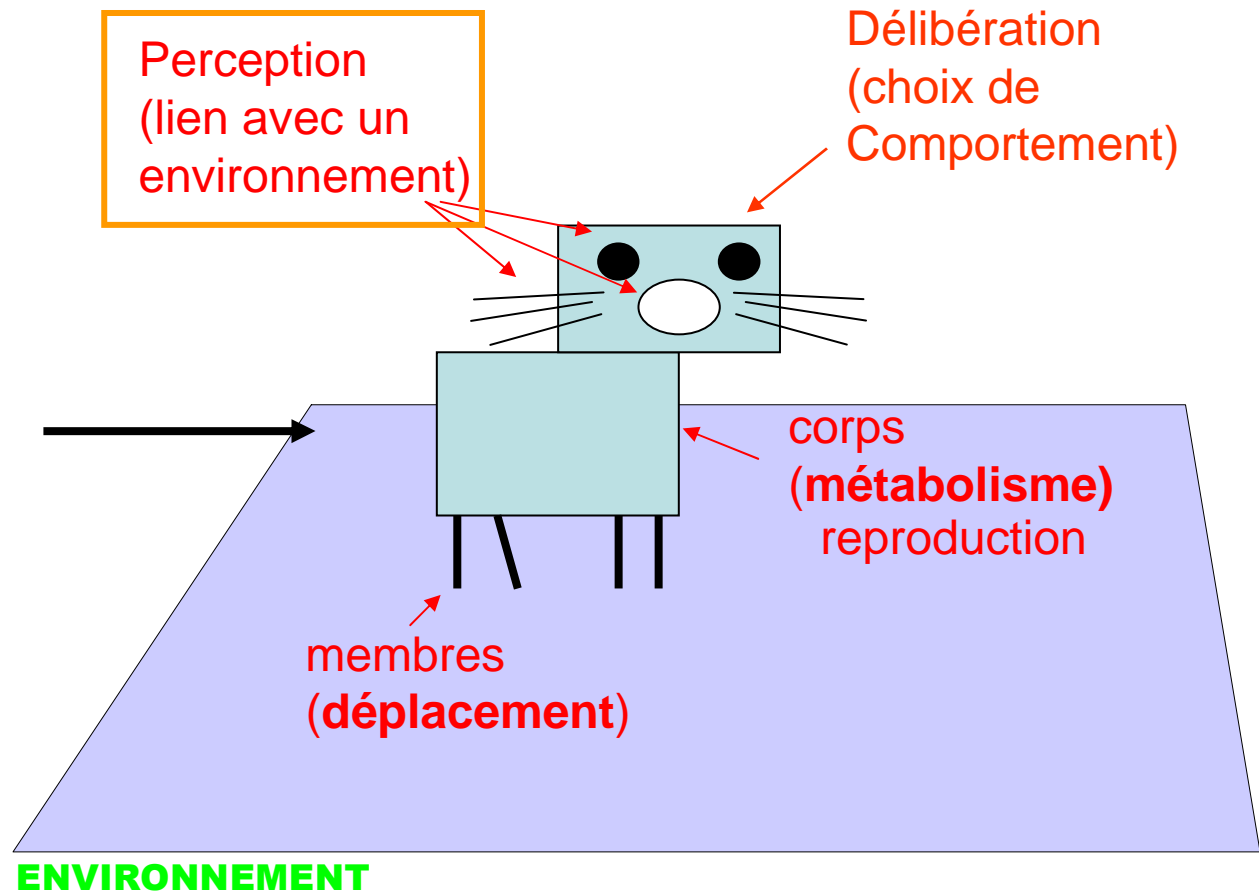 Perception
(lien avec un
environnement)
Délibération
(choix de
Comportement)
corps
(métabolisme)
reproduction
membres
(déplacement)
ENVIRONNEMENT